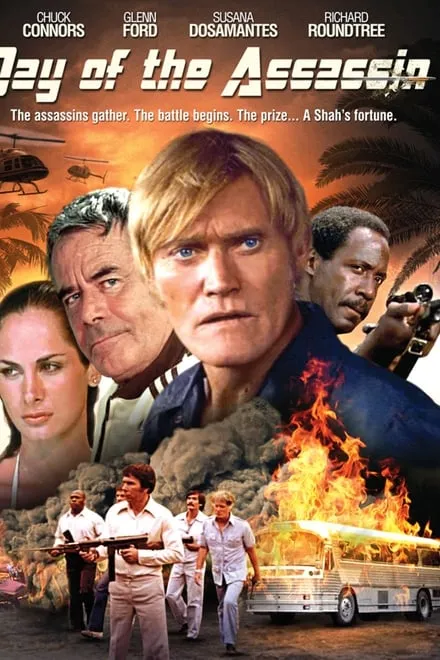 CHUCK GLENN SUSANA RICHARD
CONNORS FORD DOSAMANTES ROUNDTREE
Day of the Assassin
The assassins gather. The battle begins. The prize... A Shah's fortune.